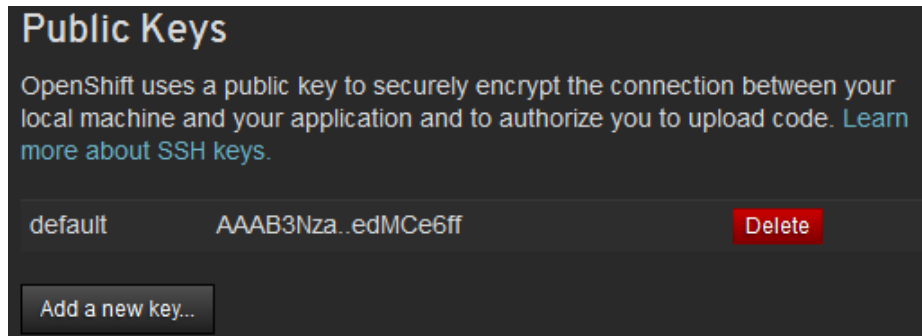 Public Keys
OpenShift uses a public key to securely encrypt the connection between your
local machine and your application and to authorize you to upload code. Learn
more about SSH keys.
default AAAB3Nza..edMCe6ff Delete
Add a new key...